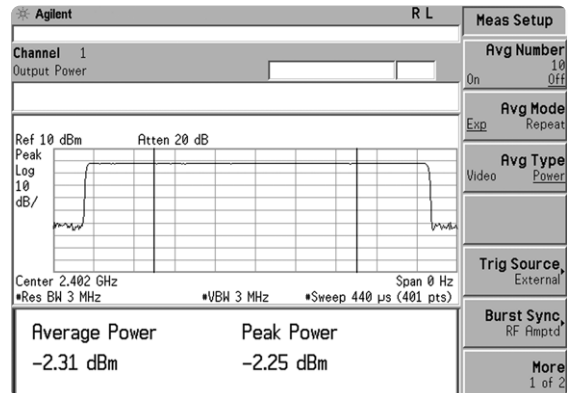 Agilent R L
Channel 1
Output Power
Ref 10 dBm Atten 20 dB
Peak
Log
10
dB/
Center 2.402 GHz Span 0 Hz
*Res BW 3 MHz *VBW 3 MHz *Sweep 440 µs (401 pts)
Average Power Peak Power
-2.31 dBm -2.25 dBm
Meas Setup
Avg Number
10
On Off
Avg Mode
Exp Repeat
Avg Type
Video Power
Trig Source
External
Burst Sync
RF Amptd
More
1 of 2